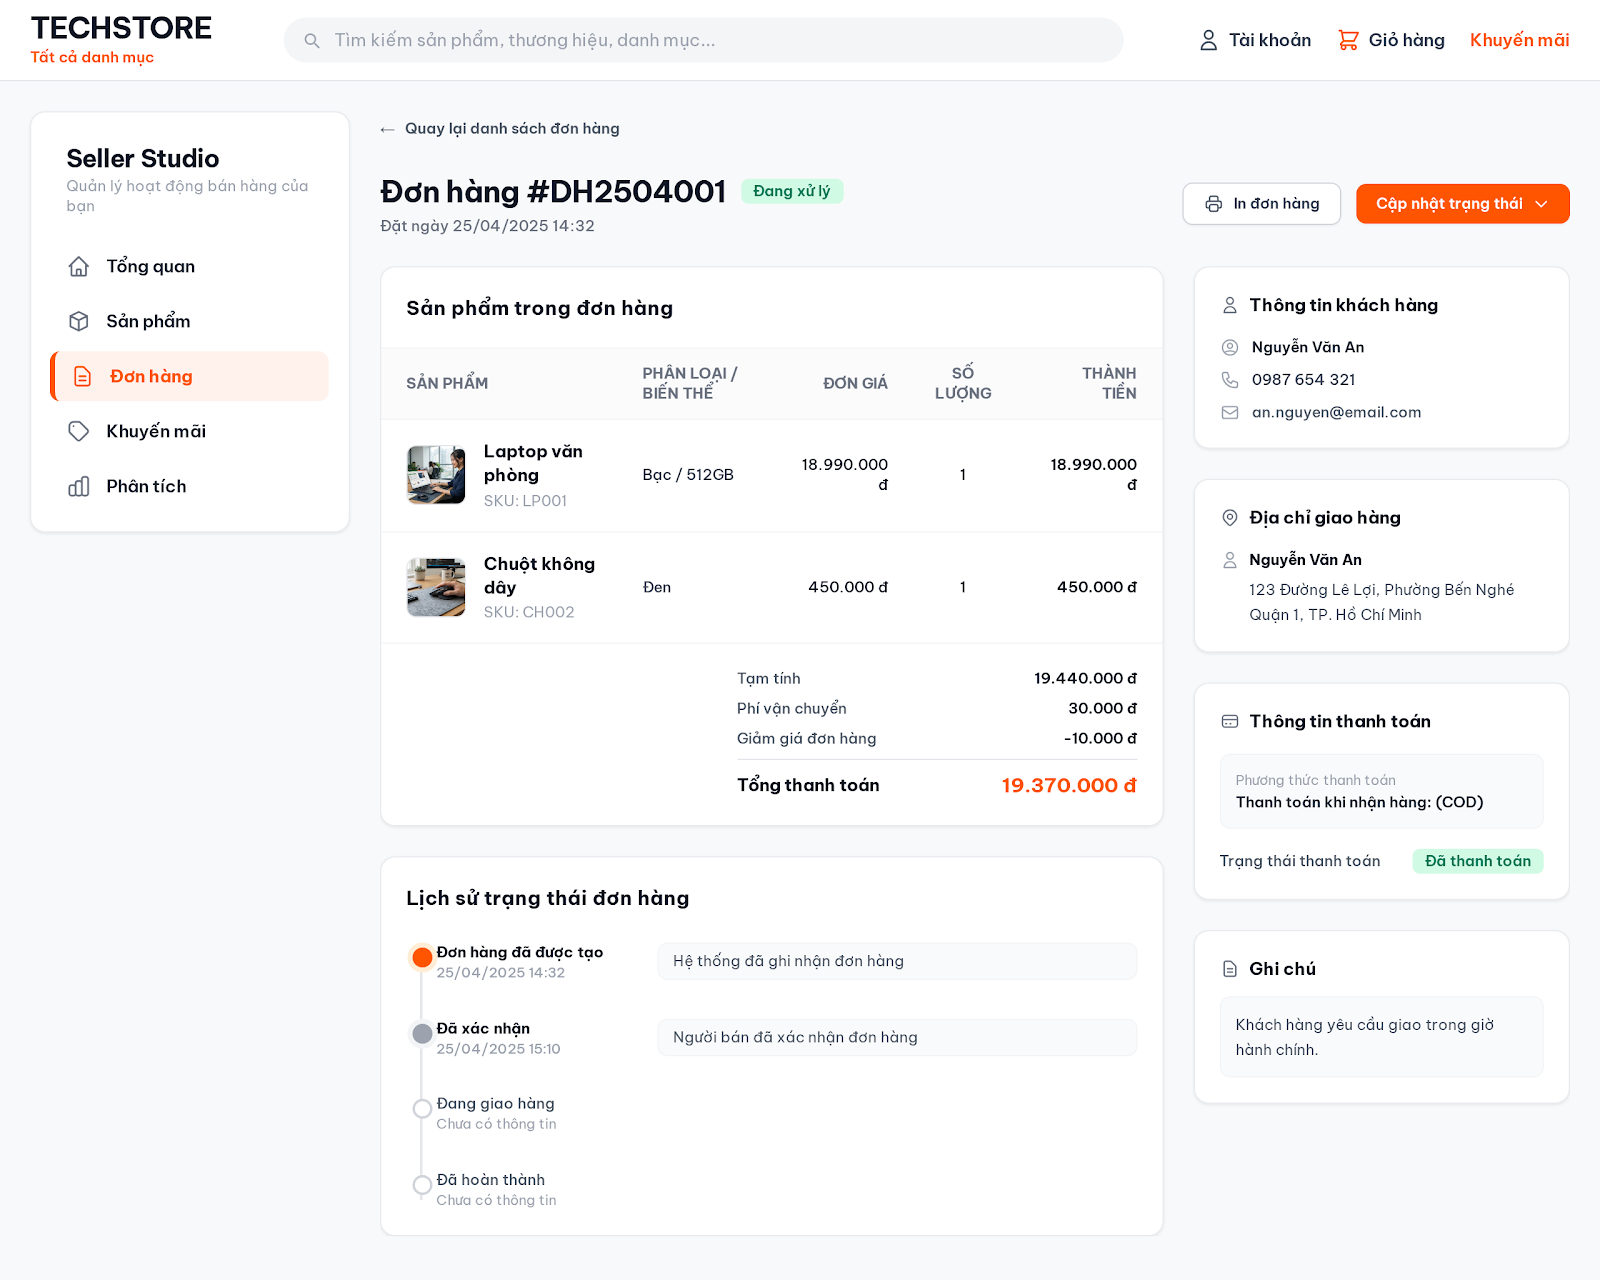 TECHSTORE
Tất cả danh mục
Tìm kiếm sản phẩm, thương hiệu, danh mục...
Tài khoản
Giỏ hàng
Khuyến mãi
Seller Studio
Quản lý hoạt động bán hàng của
bạn
Tổng quan
Sản phẩm
Đơn hàng
Khuyến mãi
Phân tích
← Quay lại danh sách đơn hàng
Đơn hàng #DH2504001
Đang xử lý
Đặt ngày 25/04/2025 14:32
In đơn hàng
Cập nhật trạng thái
Sản phẩm trong đơn hàng
SẢN PHẨM
PHÂN LOẠI /
BIẾN THỂ
ĐƠN GIÁ
SỐ
LƯỢNG
THÀNH
TIỀN
Laptop văn
phòng
SKU: LP001
Bạc / 512GB
18.990.000
đ
1
18.990.000
đ
Chuột không
dây
SKU: CH002
Đen
450.000 đ
1
450.000 đ
Tạm tính
19.440.000 đ
Phí vận chuyển
30.000 đ
Giảm giá đơn hàng
-10.000 đ
Tổng thanh toán
19.370.000 đ
Lịch sử trạng thái đơn hàng
Đơn hàng đã được tạo
25/04/2025 14:32
Hệ thống đã ghi nhận đơn hàng
Đã xác nhận
25/04/2025 15:10
Người bán đã xác nhận đơn hàng
Đang giao hàng
Chưa có thông tin
Đã hoàn thành
Chưa có thông tin
Thông tin khách hàng
Nguyễn Văn An
0987 654 321
an.nguyen@email.com
Địa chỉ giao hàng
Nguyễn Văn An
123 Đường Lê Lợi, Phường Bến Nghé
Quận 1, TP. Hồ Chí Minh
Thông tin thanh toán
Phương thức thanh toán
Thanh toán khi nhận hàng: (COD)
Trạng thái thanh toán
Đã thanh toán
Ghi chú
Khách hàng yêu cầu giao trong giờ
hành chính.